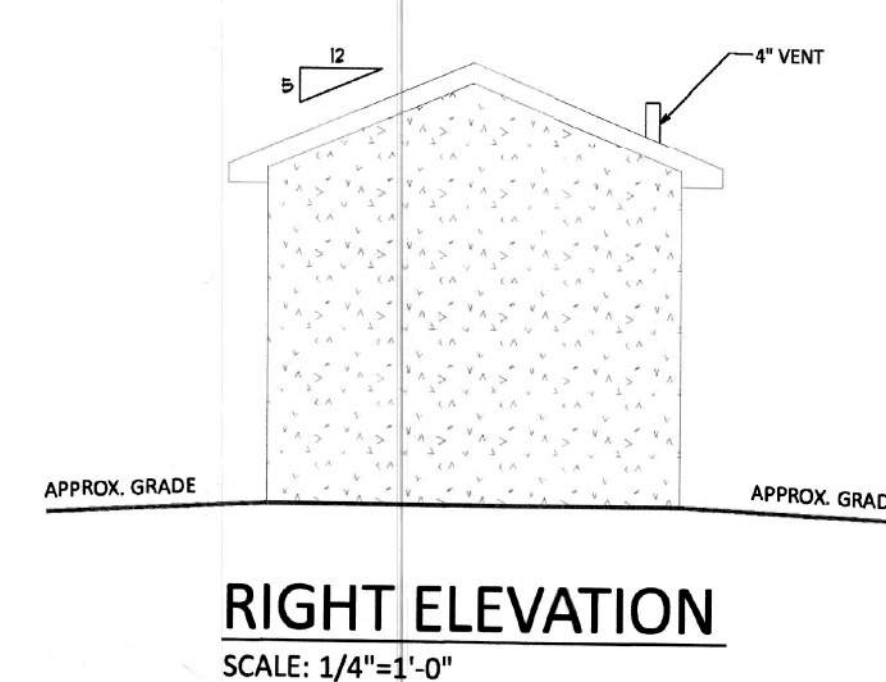 12
5
4" VENT
APPROX. GRADE
APPROX. GRAD
RIGHT ELEVATION
SCALE: 1/4"=1'-0"